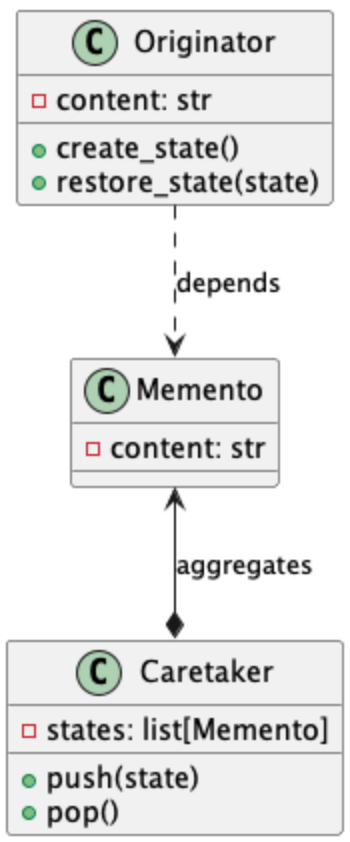 C Originator
content: str
create_state()
restore_state(state)
depends
C Memento
content: str
aggregates
C Caretaker
states: list[Memento]
push(state)
pop()